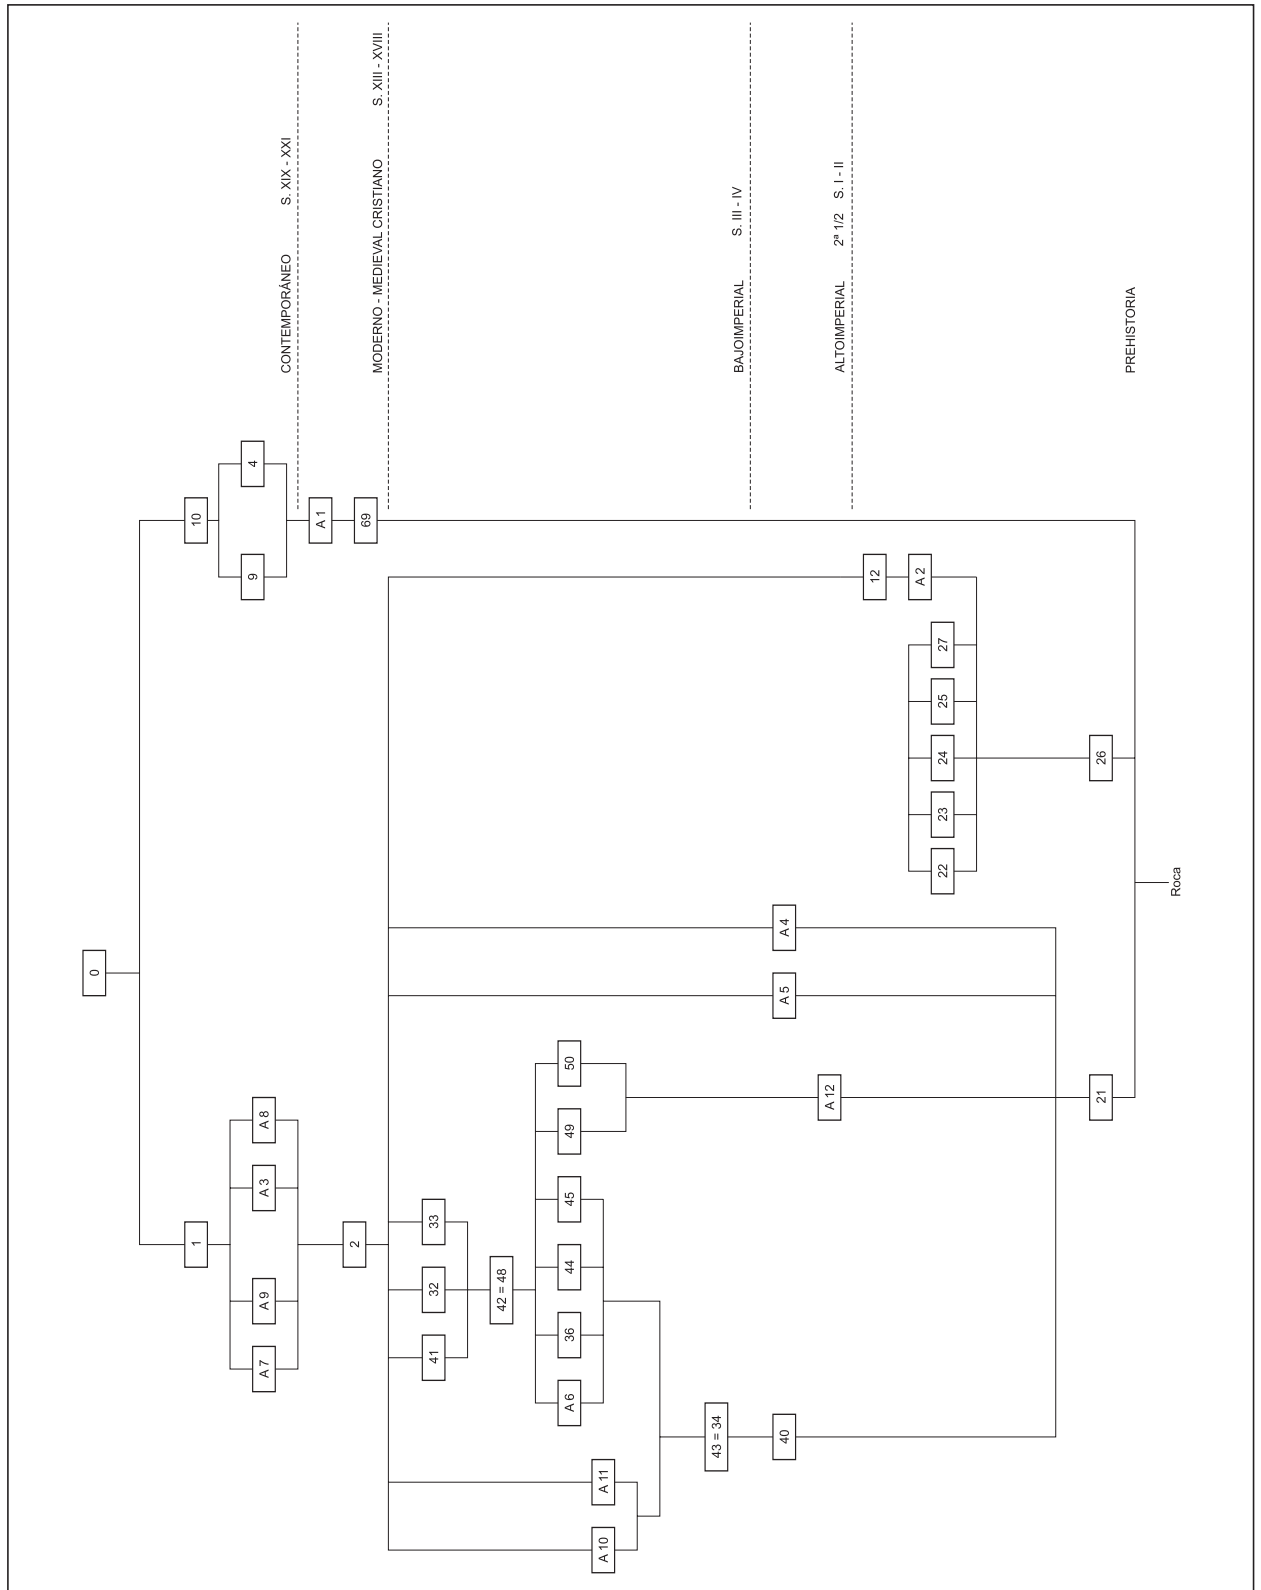 0
1
10
A 7
A 9
A 3
A 8
9
4
CONTEMPORÁNEO S. XIX - XXI
A 1
2
69
MODERNO - MEDIEVAL CRISTIANO S. XIII - XVIII
41
32
33
42 = 48
A 6
36
44
45
49
50
A 10
A 11
43 = 34
BAJOIMPERIAL S. III - IV
40
A 5
A 4
A 12
ALTOIMPERIAL 2ª 1/2 S. I - II
12
A 2
22
23
24
25
27
21
26
PREHISTORIA
Roca